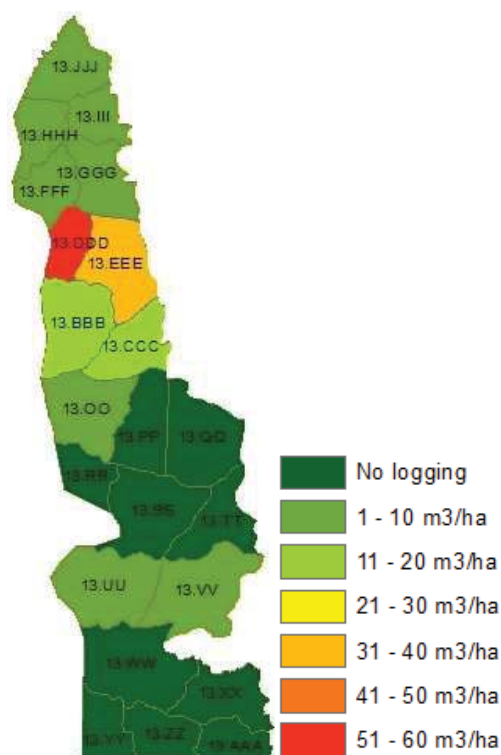 13.JJJ
13.III
13.HHH
13.GGG
13.FFF
13.DDD
13.EEE
13.BBB
13.CCC
13.OO
13.PP
13.QQ
13.RR
13.SS
13.TT
13.UU
13.VV
13.WW
13.XX
13.YY
13.ZZ
13.AAA
No logging
1 - 10 m3/ha
11 - 20 m3/ha
21 - 30 m3/ha
31 - 40 m3/ha
41 - 50 m3/ha
51 - 60 m3/ha